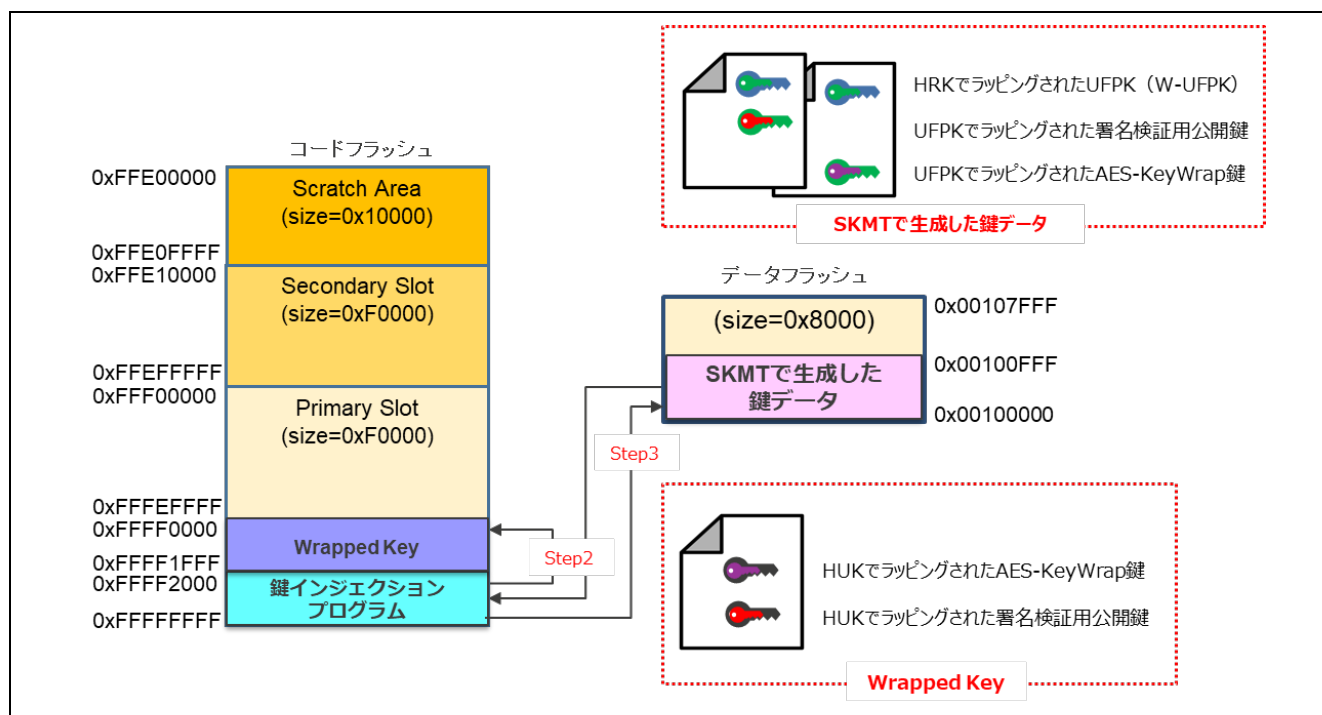 HRKでラッピングされたUFPK（W-UFPK）
UFPKでラッピングされた署名検証用公開鍵
UFPKでラッピングされたAES-KeyWrap鍵
SKMTで生成した鍵データ
コードフラッシュ
0xFFE00000
Scratch Area
(size=0x10000)
0xFFE0FFFF
0xFFE10000
Secondary Slot
(size=0xF0000)
0xFFEFFFFF
0xFFF00000
Primary Slot
(size=0xF0000)
0xFFFEFFFF
0xFFFF0000
Wrapped Key
0xFFFF1FFF
0xFFFF2000
鍵インジェクション
プログラム
0xFFFFFFFF
Step2
Step3
データフラッシュ
(size=0x8000)
0x00107FFF
SKMTで生成した
鍵データ
0x00100FFF
0x00100000
HUKでラッピングされたAES-KeyWrap鍵
HUKでラッピングされた署名検証用公開鍵
Wrapped Key